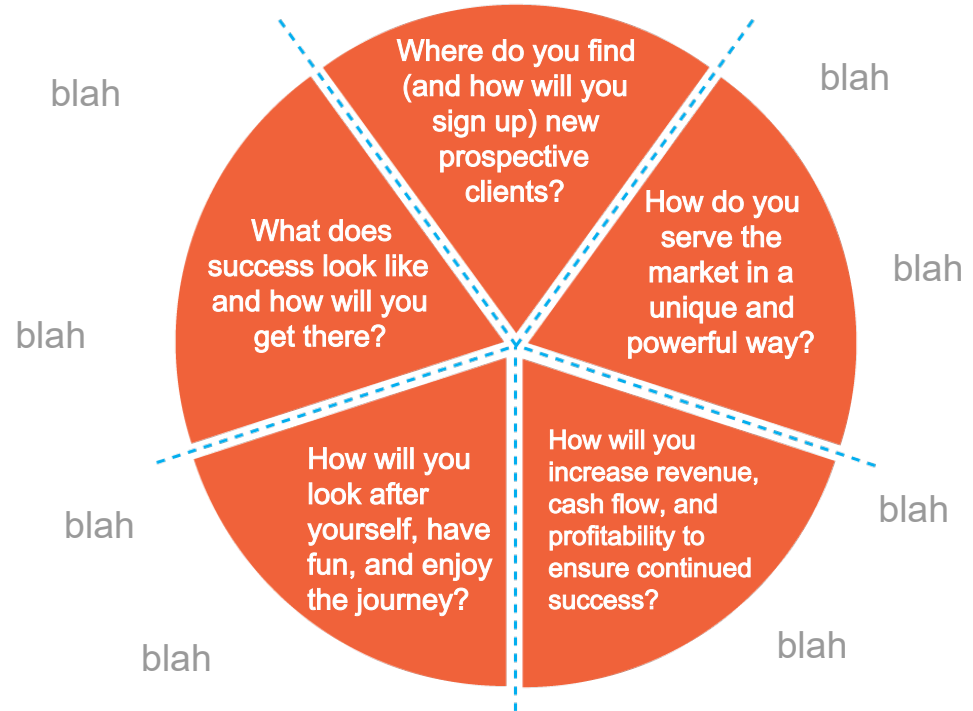 Where do you find
(and how will you
sign up) new
prospective
clients?
blah
blah
How do you
serve the
market in a
unique and
powerful way?
blah
What does
success look like
and how will you
get there?
blah
How will you
increase revenue,
cash flow, and
profitability to
ensure continued
success?
blah
blah
How will you
look after
yourself, have
fun, and enjoy
the journey?
blah
blah